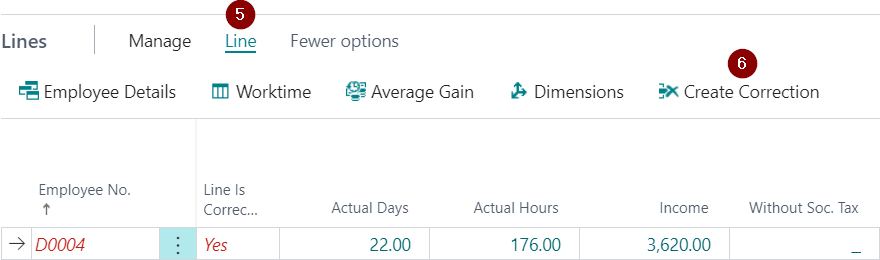 5
Lines Manage Line Fewer options
6
Employee Details Worktime Average Gain Dimensions Create Correction
Employee No. Line Is
Correc... Actual Days Actual Hours Income Without Soc. Tax
D0004 Yes 22.00 176.00 3,620.00 _